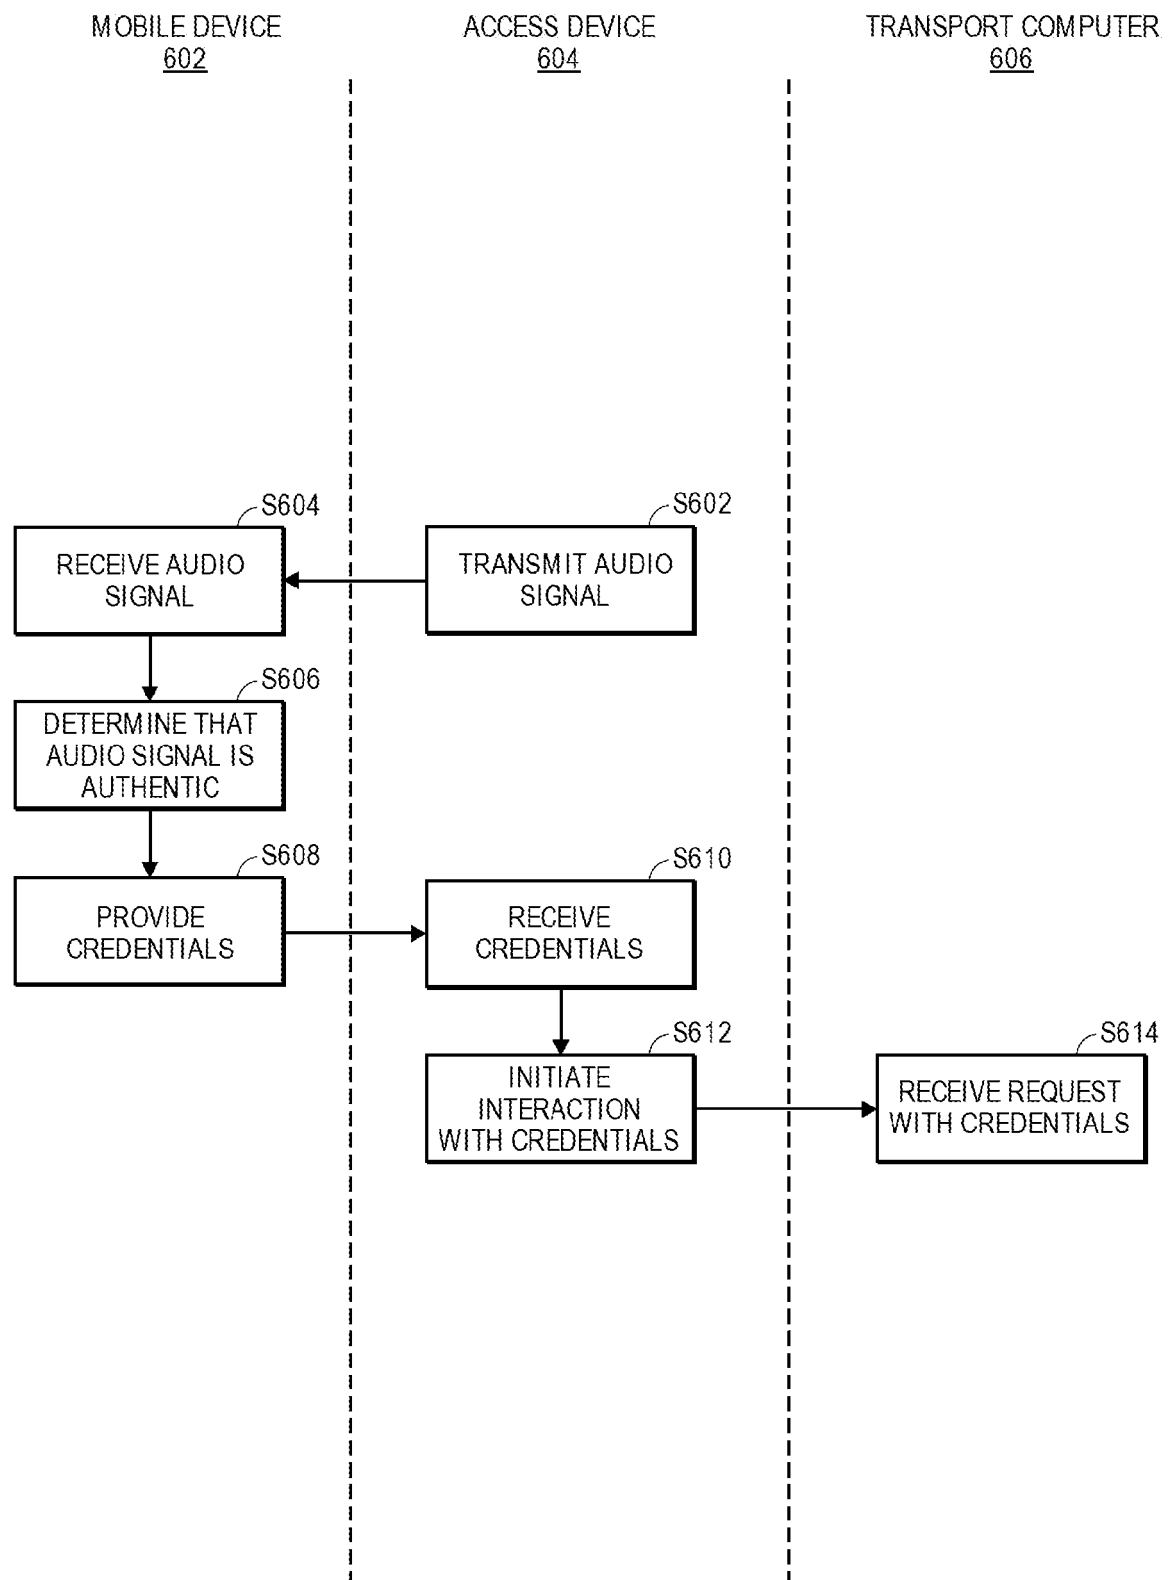 MOBILE DEVICE
602
ACCESS DEVICE
604
TRANSPORT COMPUTER
606
S604
RECEIVE AUDIO
SIGNAL
S602
TRANSMIT AUDIO
SIGNAL
S606
DETERMINE THAT
AUDIO SIGNAL IS
AUTHENTIC
S608
PROVIDE
CREDENTIALS
S610
RECEIVE
CREDENTIALS
S612
INITIATE
INTERACTION
WITH CREDENTIALS
S614
RECEIVE REQUEST
WITH CREDENTIALS